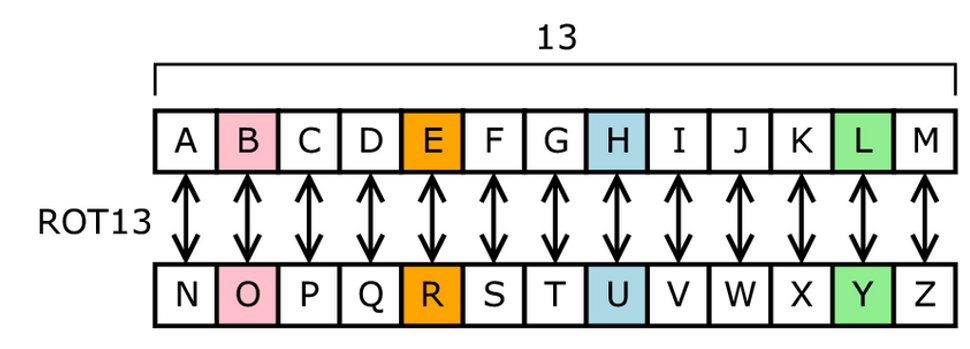 13
A B C D E F G H I J K L M
ROT13
N O P Q R S T U V W X Y Z